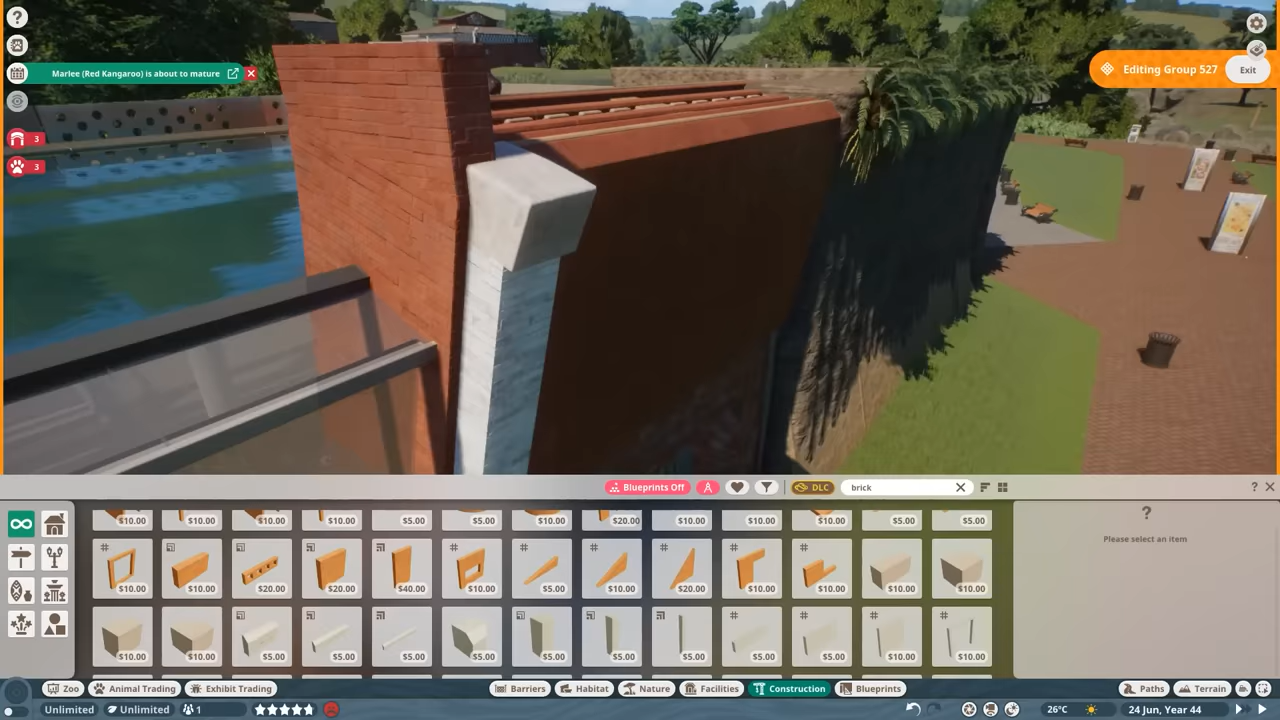 Marlee (Red Kangaroo) is about to mature
Editing Group 527
Exit
3
3
Blueprints Off
DLC
brick
$10.00 $10.00 $10.00 $10.00 $5.00 $5.00 $10.00 $20.00 $10.00 $10.00 $10.00 $5.00 $5.00
$10.00 $10.00 $20.00 $20.00 $40.00 $10.00 $5.00 $10.00 $20.00 $10.00 $10.00 $10.00 $10.00
$10.00 $10.00 $5.00 $5.00 $5.00 $5.00 $5.00 $5.00 $5.00 $5.00 $5.00 $10.00 $10.00
?
Please select an item
Zoo Animal Trading Exhibit Trading Barriers Habitat Nature Facilities Construction Blueprints Paths Terrain
Unlimited Unlimited 1 26°C 24 Jun, Year 44